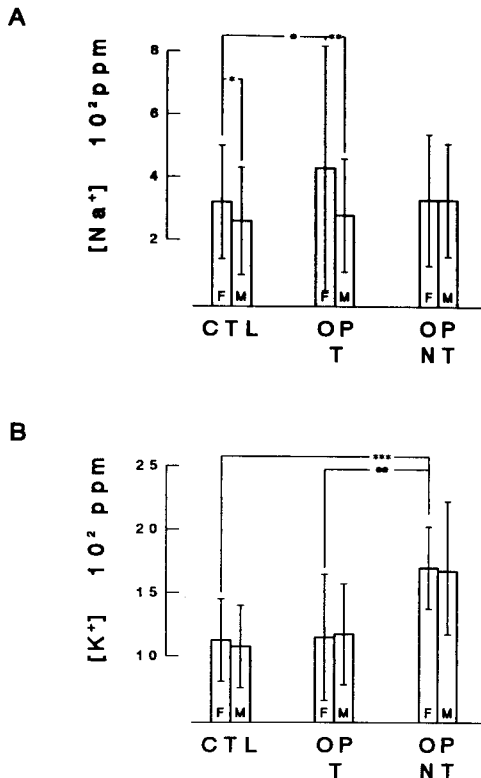 A
[Na⁺] 10² ppm
8
6
4
2
* **
*
F M F M F M
CTL OP OP
T NT
B
[K⁺] 10² ppm
25
20
15
10
***
F M F M F M
CTL OP OP
T NT